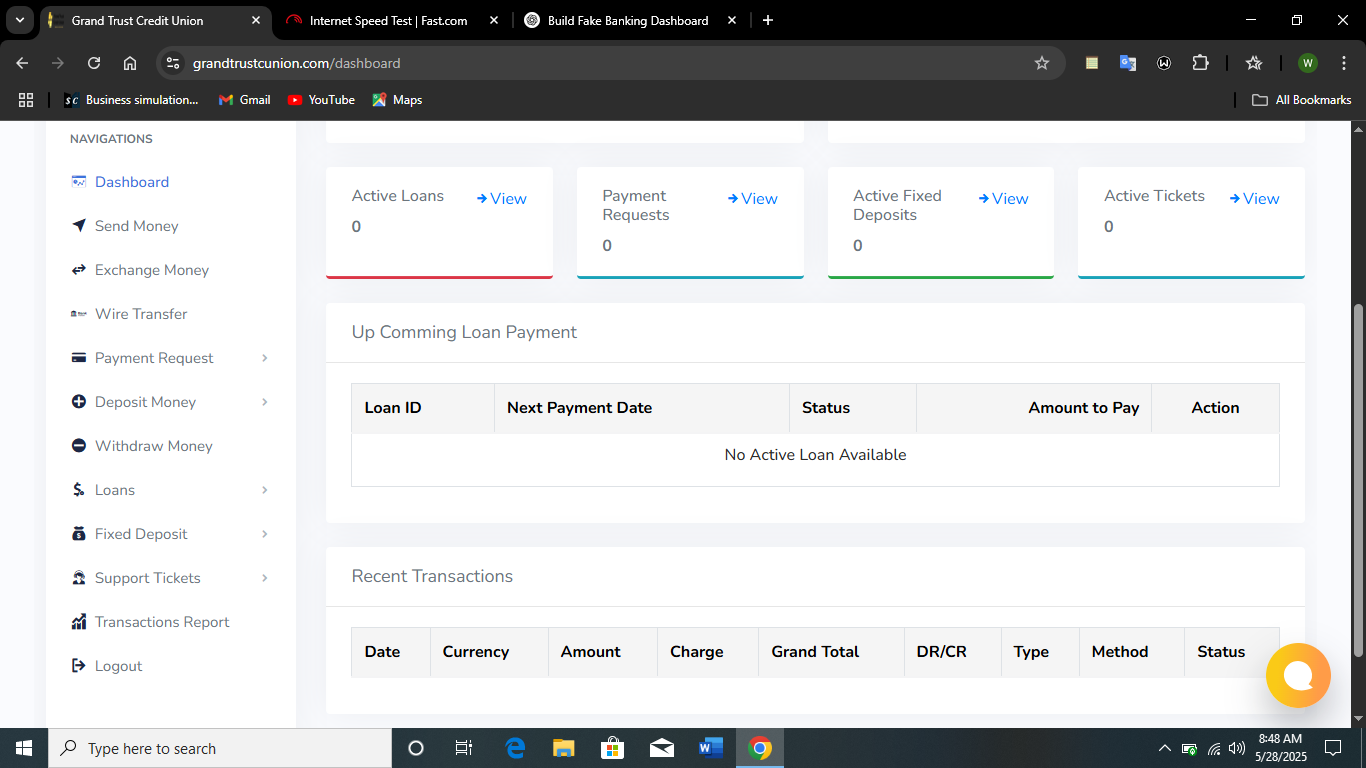 Grand Trust Credit Union
Internet Speed Test | Fast.com
Build Fake Banking Dashboard
grandtrustcunion.com/dashboard
W
Business simulation...
Gmail
YouTube
Maps
All Bookmarks
NAVIGATIONS
Dashboard
Send Money
Exchange Money
Wire Transfer
Payment Request
Deposit Money
Withdraw Money
Loans
Fixed Deposit
Support Tickets
Transactions Report
Logout
Active Loans
View
0
Payment
Requests
View
0
Active Fixed
Deposits
View
0
Active Tickets
View
0
Up Comming Loan Payment
Loan ID Next Payment Date Status Amount to Pay Action
No Active Loan Available
Recent Transactions
Date Currency Amount Charge Grand Total DR/CR Type Method Status
Type here to search
8:48 AM
5/28/2025